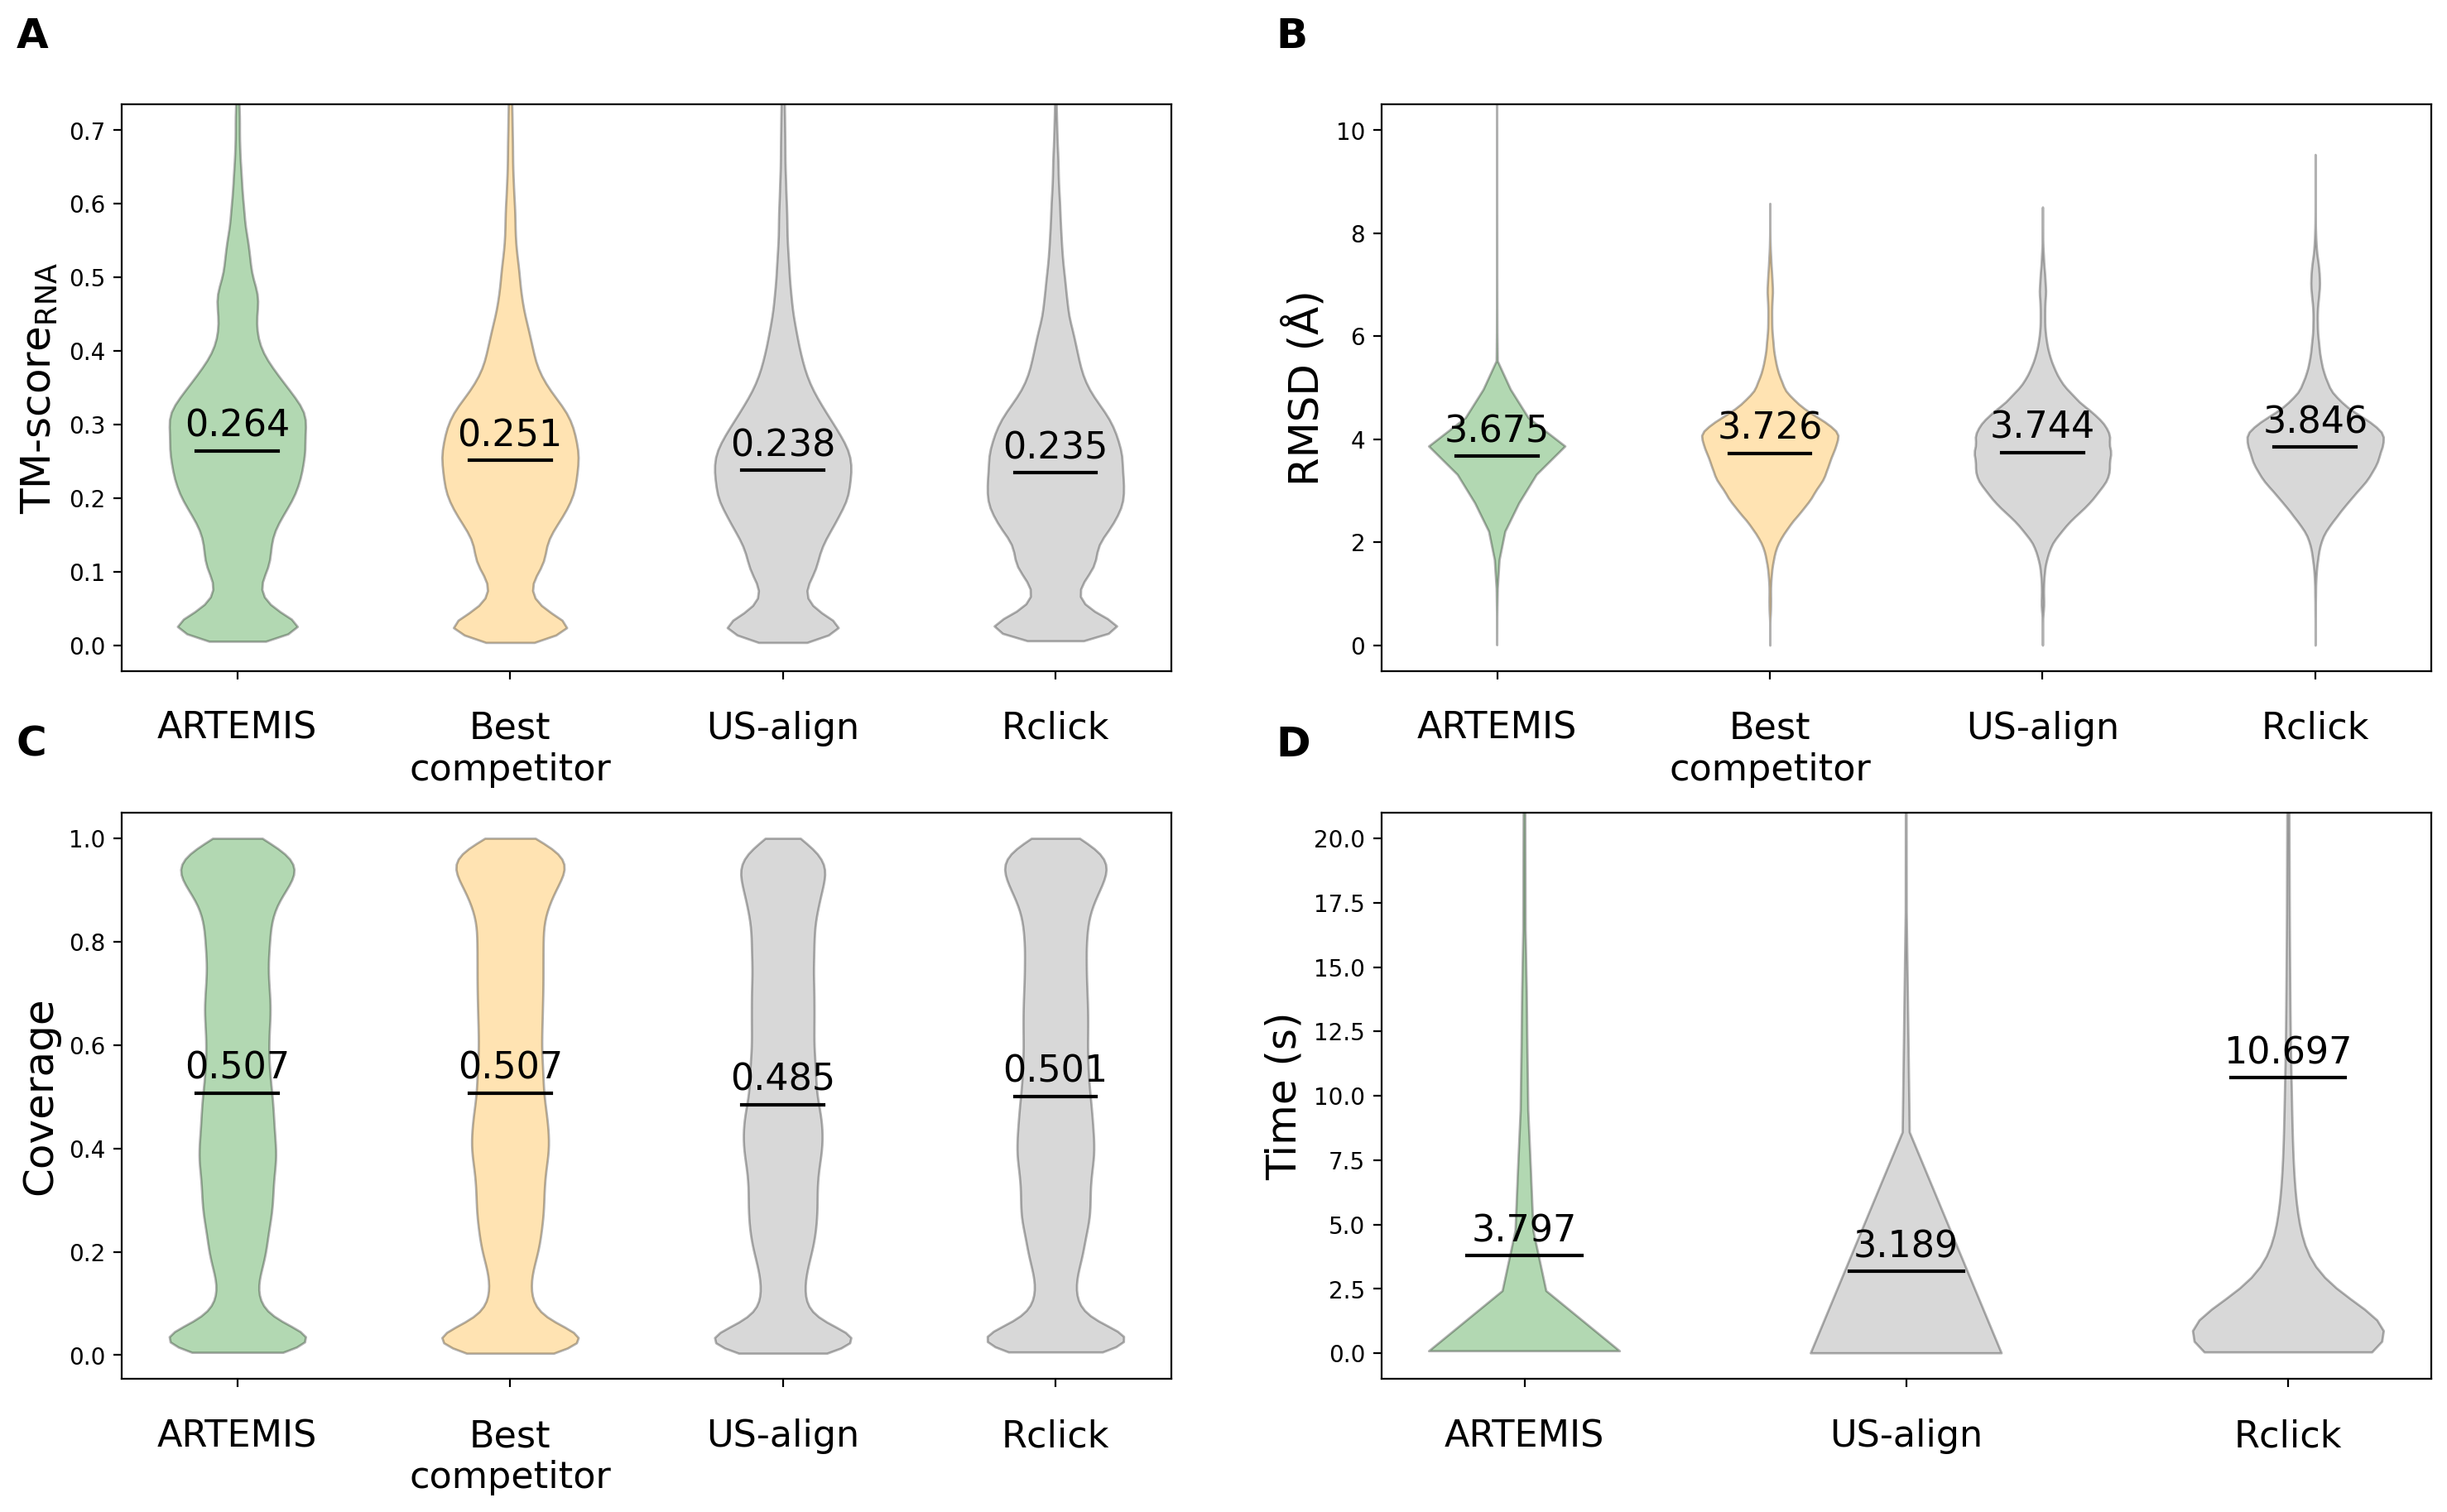 A
TM-scoreRNA
0.7
0.6
0.5
0.4
0.3
0.2
0.1
0.0
0.264
0.251
0.238
0.235
ARTEMIS
Best
competitor
US-align
Rclick
B
RMSD (Å)
10
8
6
4
2
0
3.675
3.726
3.744
3.846
ARTEMIS
Best
competitor
US-align
Rclick
C
Coverage
1.0
0.8
0.6
0.4
0.2
0.0
0.507
0.507
0.485
0.501
ARTEMIS
Best
competitor
US-align
Rclick
D
Time (s)
20.0
17.5
15.0
12.5
10.0
7.5
5.0
2.5
0.0
3.797
3.189
10.697
ARTEMIS
US-align
Rclick